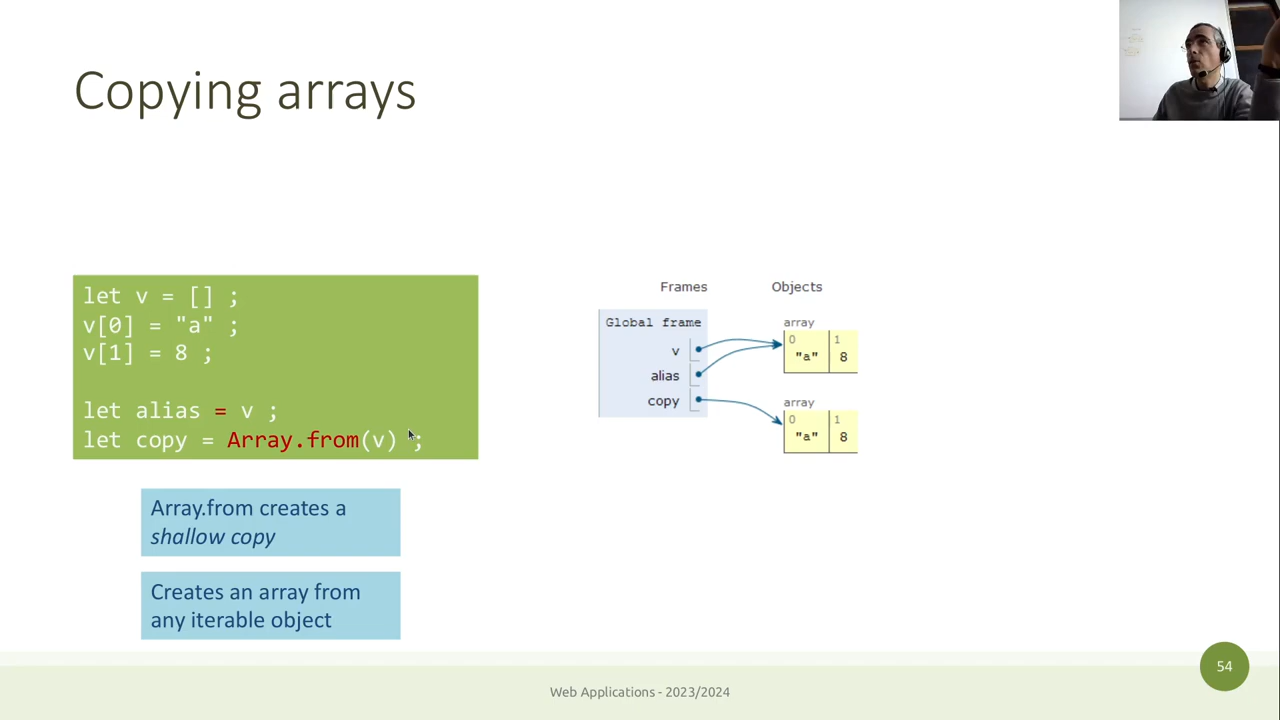 Copying arrays
let v = [] ;
v[0] = "a" ;
v[1] = 8 ;
let alias = v ;
let copy = Array.from(v) ;
Array.from creates a
shallow copy
Creates an array from
any iterable object
Frames
Objects
Global frame
v
alias
copy
array
0 1
"a" 8
array
0 1
"a" 8
Web Applications - 2023/2024
54